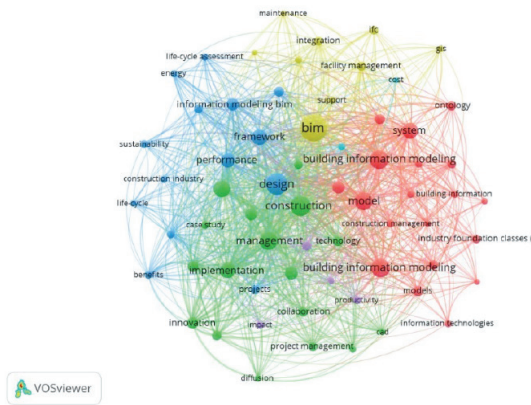 maintenance
ifc
integration
gis
life-cycle assessment
facility management
energy
cost
information modeling bim
support
ontology
bim
system
framework
sustainability
performance
building information modeling
construction industry
design
building information
life-cycle
construction
model
case study
construction management
management
technology
industry foundation classes
benefits
implementation
building information modeling
projects
productivity
models
innovation
collaboration
impact
cad
information technologies
project management
diffusion
VOSviewer